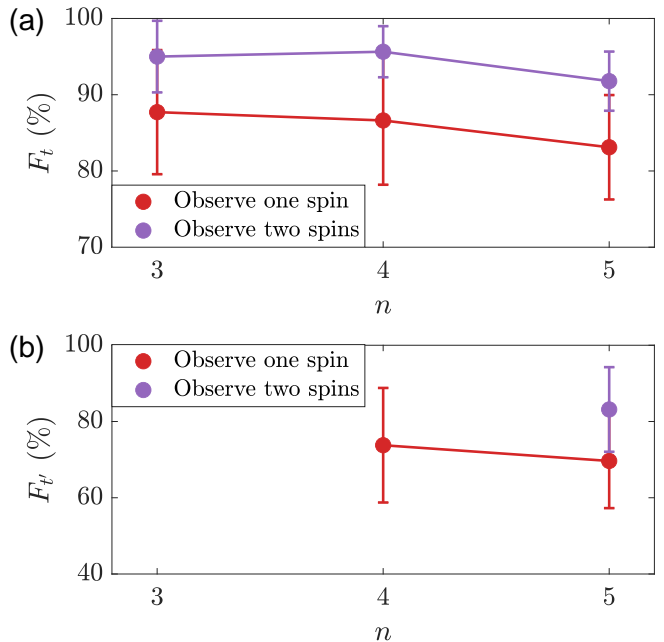 (a)
100
90
80
70
F_t (%)
Observe one spin
Observe two spins
3 4 5
n
(b)
100
80
60
40
F_{t'} (%)
Observe one spin
Observe two spins
3 4 5
n